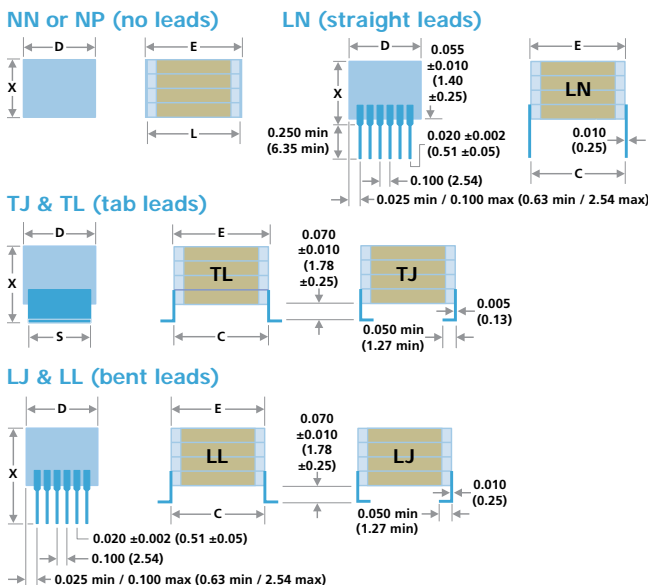 NN or NP (no leads)
D
X
E
L
LN (straight leads)
D
X
0.055
±0.010
(1.40
±0.25)
0.250 min
(6.35 min)
0.020 ±0.002
(0.51 ±0.05)
0.100 (2.54)
0.025 min / 0.100 max (0.63 min / 2.54 max)
E
LN
0.010
(0.25)
C
TJ & TL (tab leads)
D
X
S
E
TL
C
0.070
±0.010
(1.78
±0.25)
TJ
0.005
(0.13)
0.050 min
(1.27 min)
LJ & LL (bent leads)
D
X
0.020 ±0.002 (0.51 ±0.05)
0.100 (2.54)
0.025 min / 0.100 max (0.63 min / 2.54 max)
E
LL
C
0.070
±0.010
(1.78
±0.25)
LJ
0.010
(0.25)
0.050 min
(1.27 min)